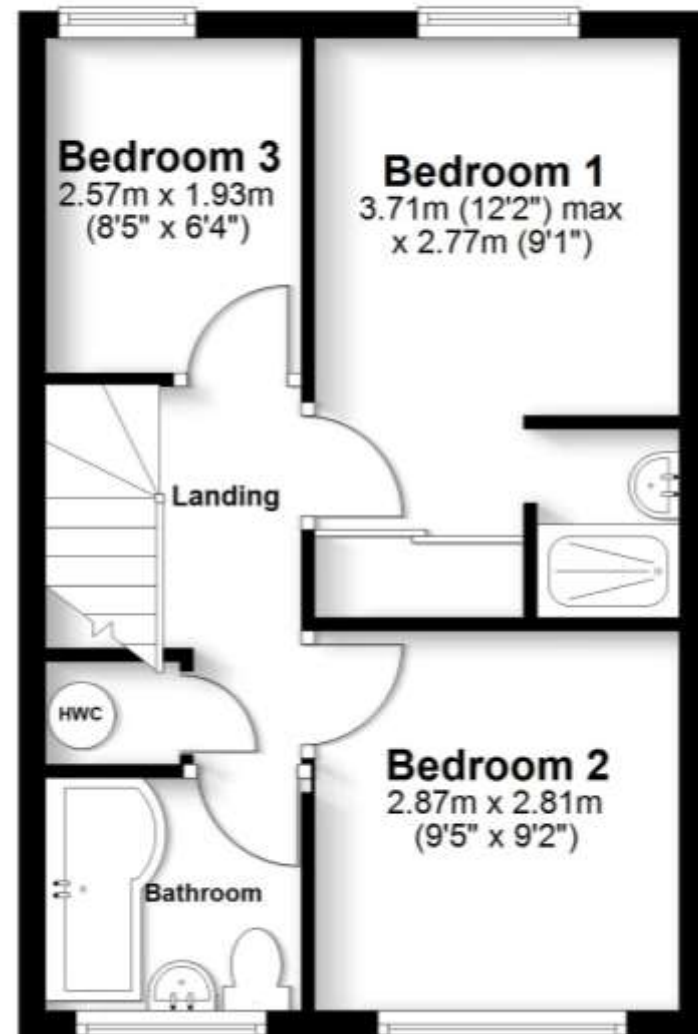 Bedroom 3
2.57m x 1.93m
(8'5" x 6'4")
Bedroom 1
3.71m (12'2") max
x 2.77m (9'1")
Landing
HWC
Bedroom 2
2.87m x 2.81m
(9'5" x 9'2")
Bathroom